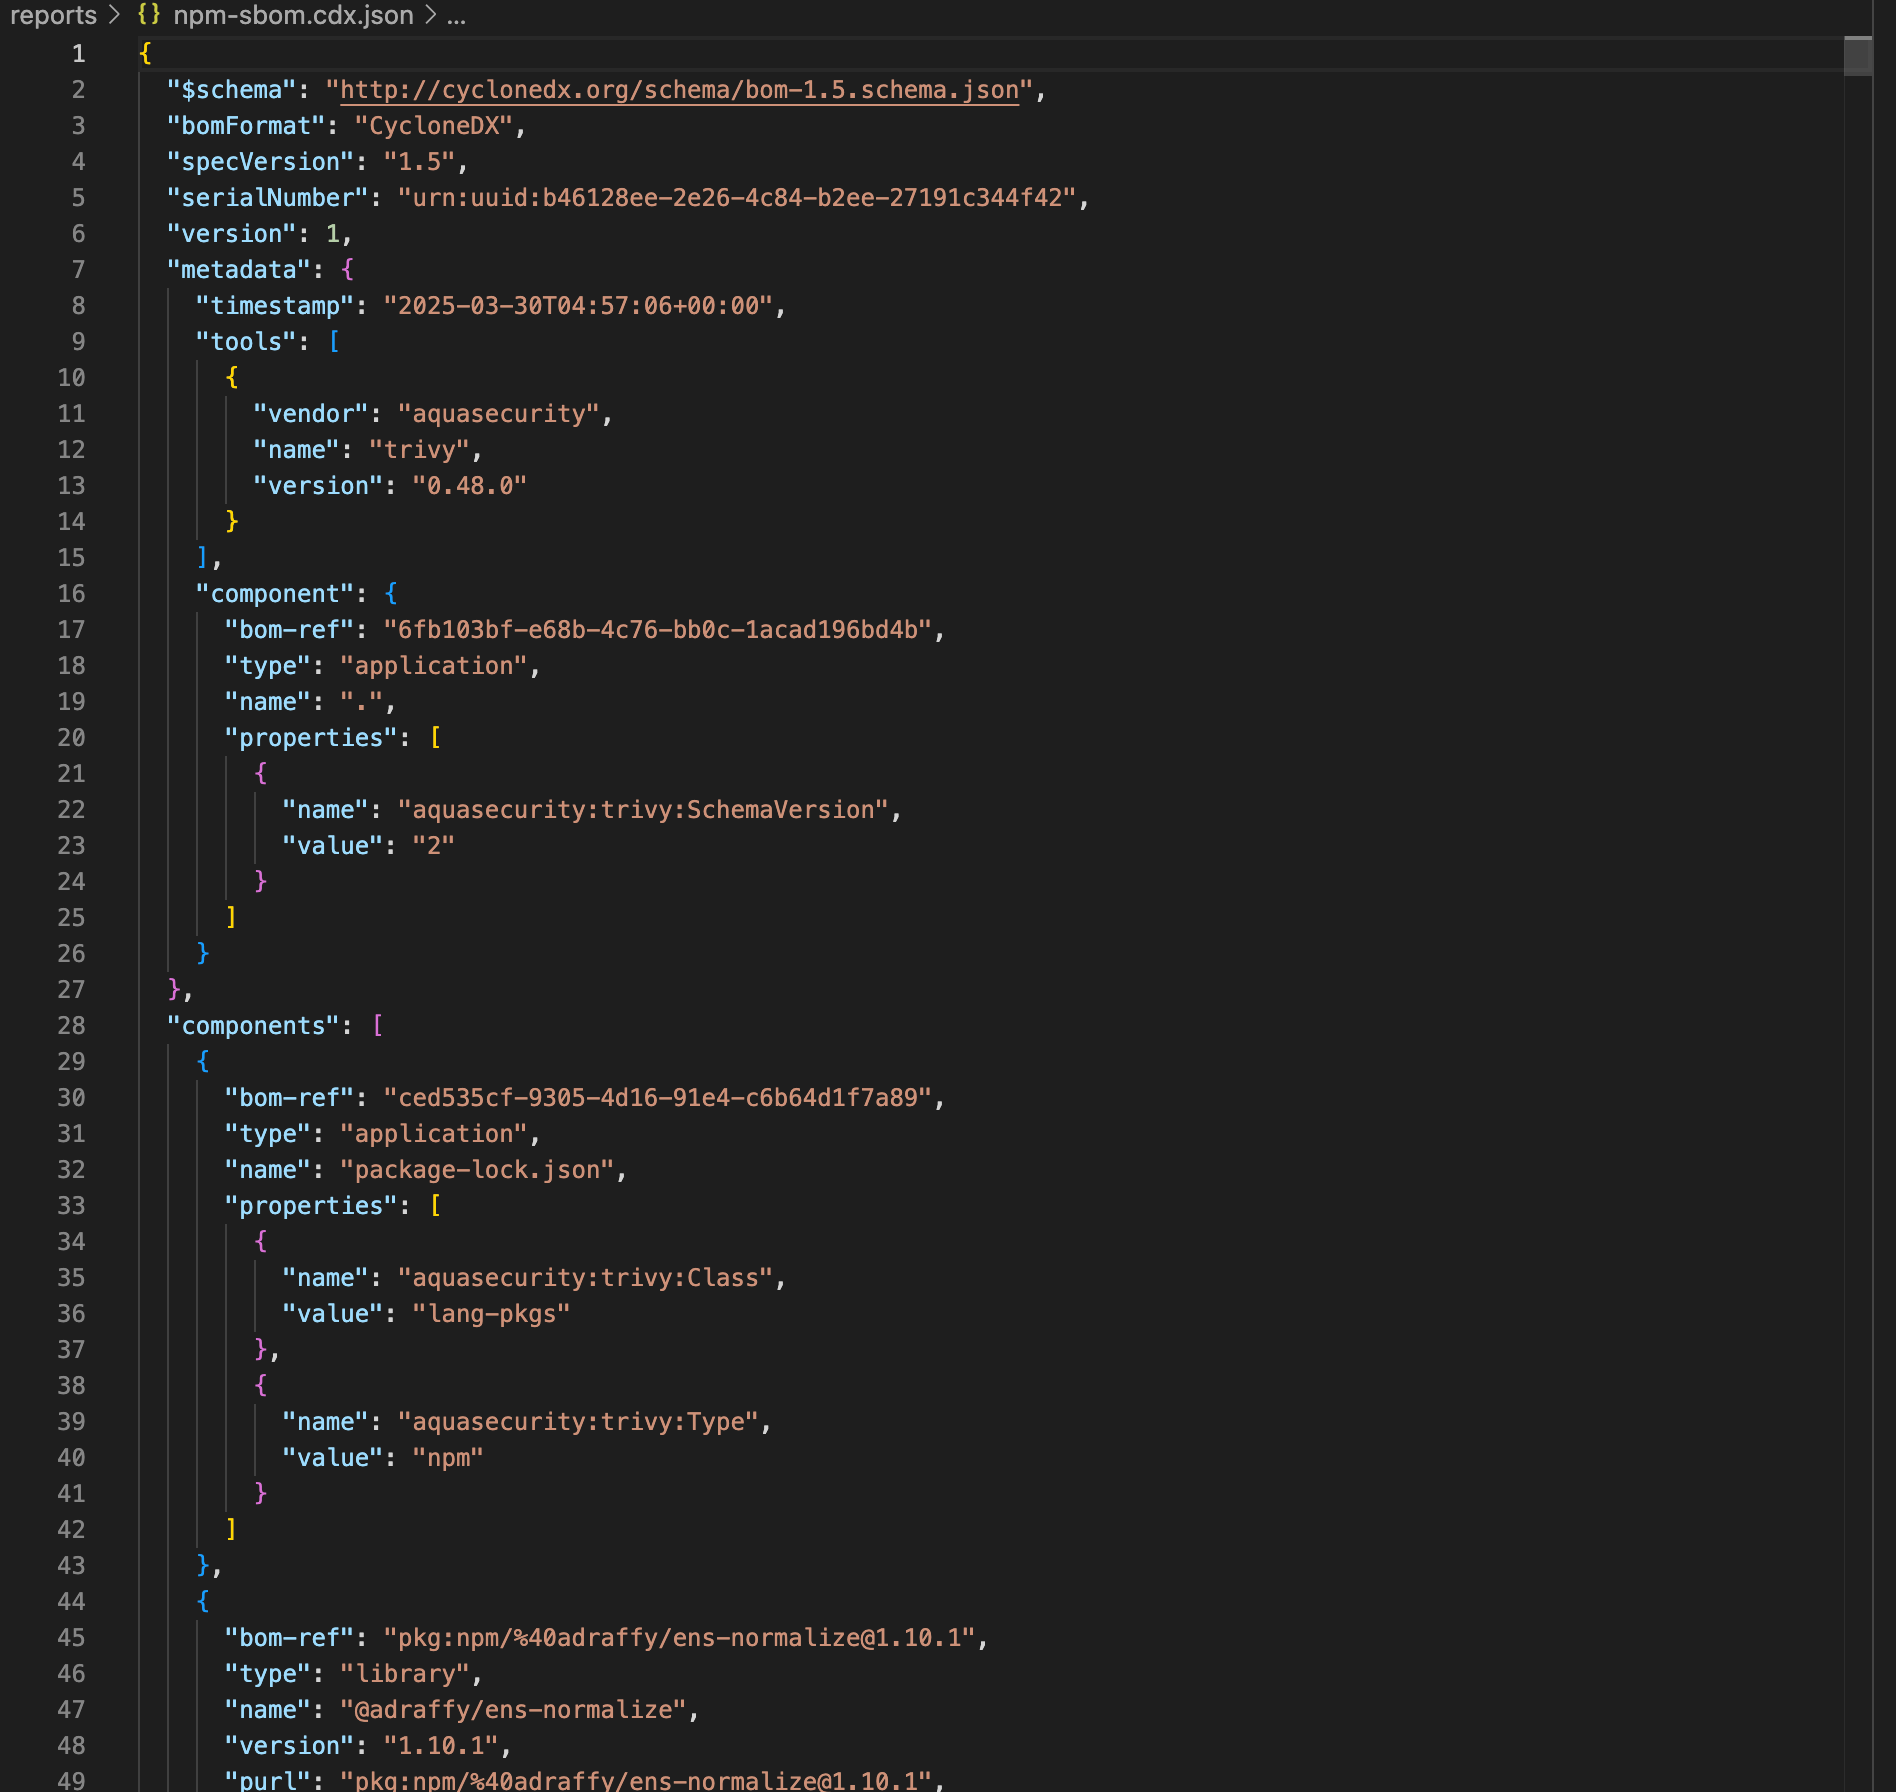 reports > {} npm-sbom.cdx.json > ...
1 {
2   "$schema": "http://cyclonedx.org/schema/bom-1.5.schema.json",
3   "bomFormat": "CycloneDX",
4   "specVersion": "1.5",
5   "serialNumber": "urn:uuid:b46128ee-2e26-4c84-b2ee-27191c344f42",
6   "version": 1,
7   "metadata": {
8     "timestamp": "2025-03-30T04:57:06+00:00",
9     "tools": [
10       {
11         "vendor": "aquasecurity",
12         "name": "trivy",
13         "version": "0.48.0"
14       }
15     ],
16     "component": {
17       "bom-ref": "6fb103bf-e68b-4c76-bb0c-1acad196bd4b",
18       "type": "application",
19       "name": ".",
20       "properties": [
21         {
22           "name": "aquasecurity:trivy:SchemaVersion",
23           "value": "2"
24         }
25       ]
26     }
27   },
28   "components": [
29     {
30       "bom-ref": "ced535cf-9305-4d16-91e4-c6b64d1f7a89",
31       "type": "application",
32       "name": "package-lock.json",
33       "properties": [
34         {
35           "name": "aquasecurity:trivy:Class",
36           "value": "lang-pkgs"
37         },
38         {
39           "name": "aquasecurity:trivy:Type",
40           "value": "npm"
41         }
42       ]
43     },
44     {
45       "bom-ref": "pkg:npm/%40adraffy/ens-normalize@1.10.1",
46       "type": "library",
47       "name": "@adraffy/ens-normalize",
48       "version": "1.10.1",
49       "purl": "pkg:npm/%40adraffy/ens-normalize@1.10.1",